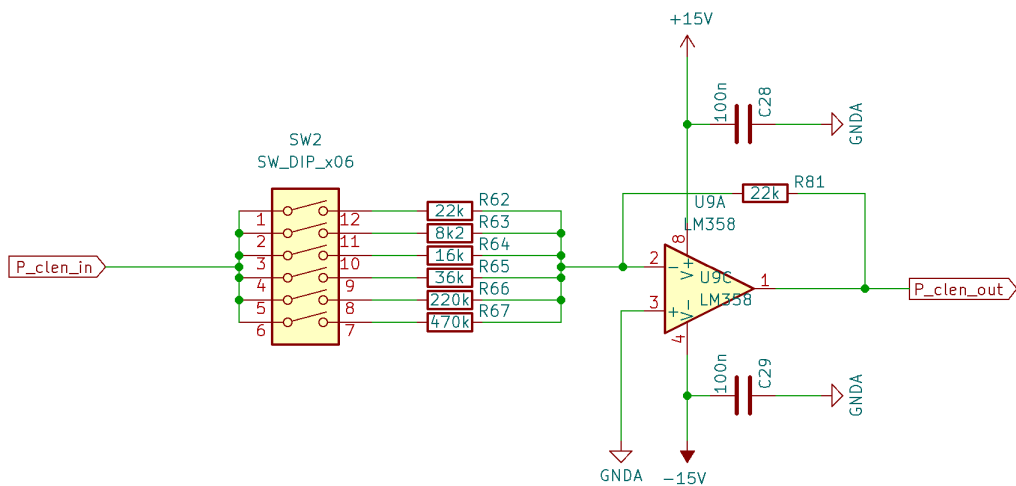 +15V
100n
C28
GNDA
SW2
SW_DIP_x06
R81
22k
U9A
LM358
1
12
22k
R62
2
11
8k2
R63
3
10
16k
R64
4
9
36k
R65
5
8
220k
R66
6
7
470k
R67
P_clen_in
8
V+
2
−
U9C
LM358
1
P_clen_out
3
+
V−
4
100n
C29
GNDA
GNDA
-15V